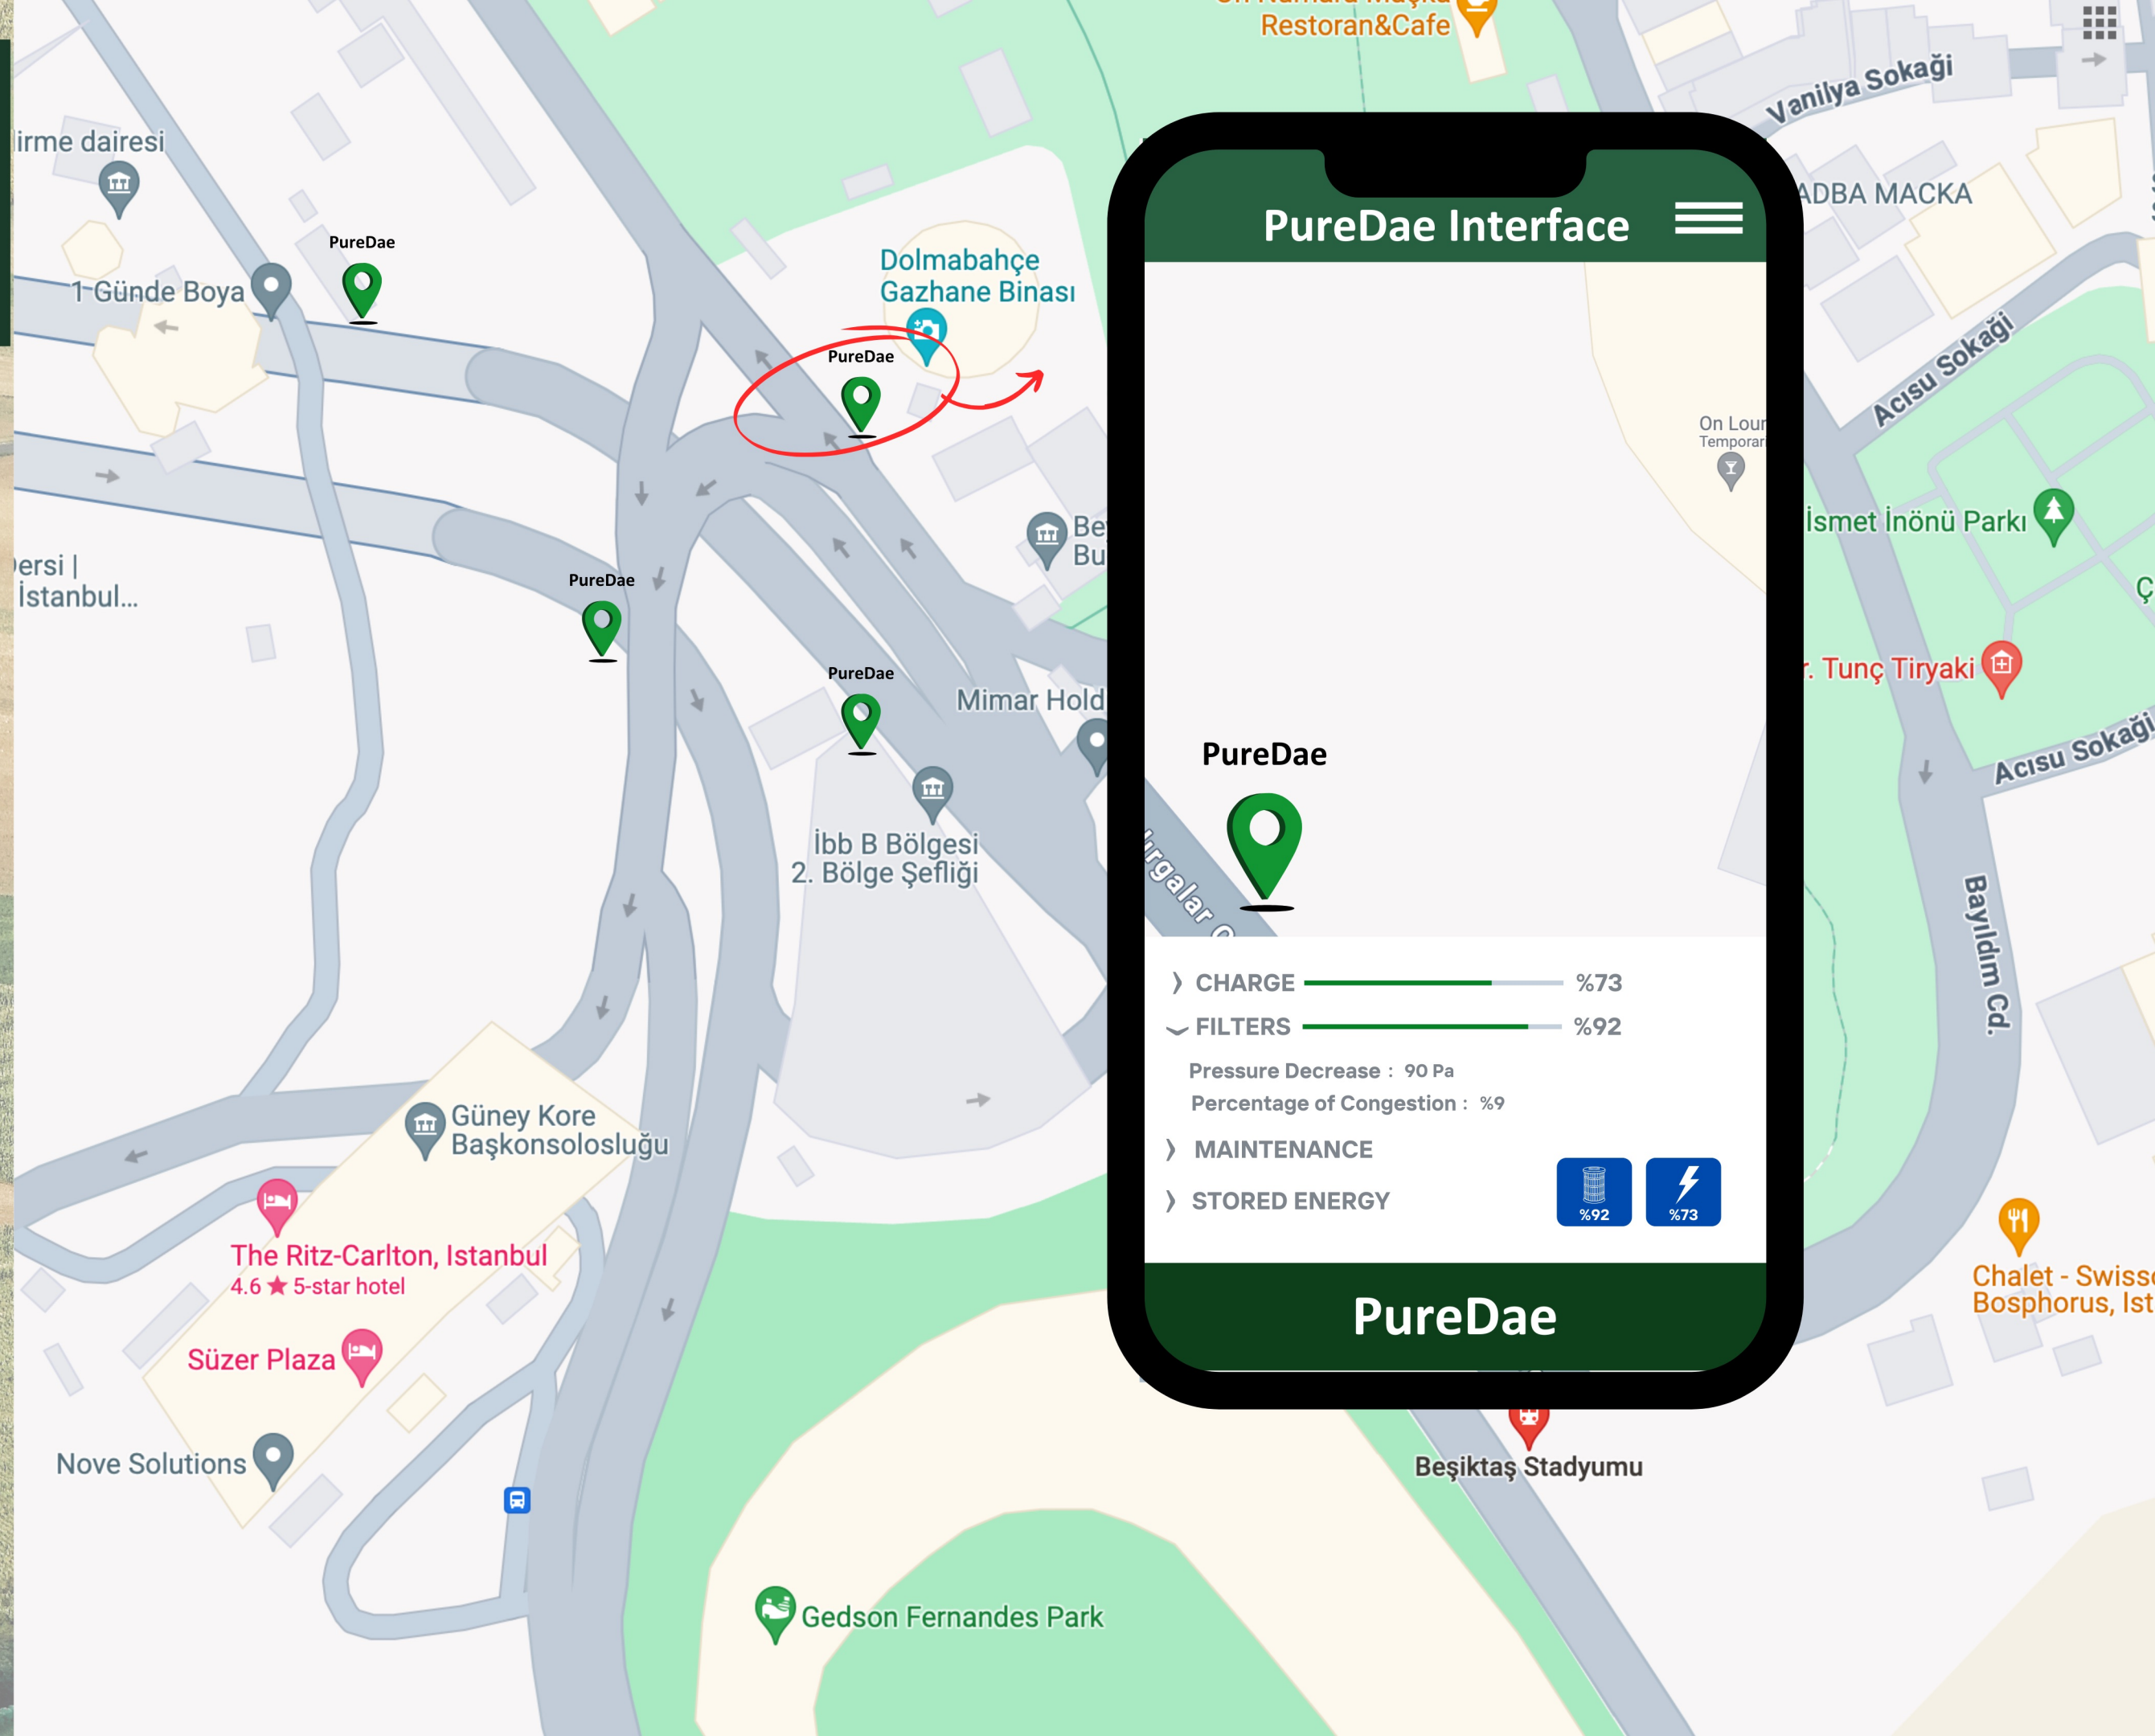 Restoran&Cafe
Vanilya Sokaği
irme dairesi
ADBA MACKA
PureDae
1 Günde Boya
Dolmabahçe
Gazhane Binası
PureDae
Acısu Sokaği
İsmet İnönü Parkı
ersi |
İstanbul...
PureDae
PureDae
Mimar Hold
r. Tunç Tiryaki
Acısu Sokaği
İbb B Bölgesi
2. Bölge Şefliği
Bayıldım Cd.
Güney Kore
Başkonsolosluğu
The Ritz-Carlton, Istanbul
4.6 ★ 5-star hotel
Süzer Plaza
Nove Solutions
Chalet - Swiss
Bosphorus, Ist
Beşiktaş Stadyumu
Gedson Fernandes Park
PureDae Interface
On Lour
Temporari
PureDae
CHARGE %73
FILTERS %92
Pressure Decrease : 90 Pa
Percentage of Congestion : %9
MAINTENANCE
STORED ENERGY
%92 %73
PureDae